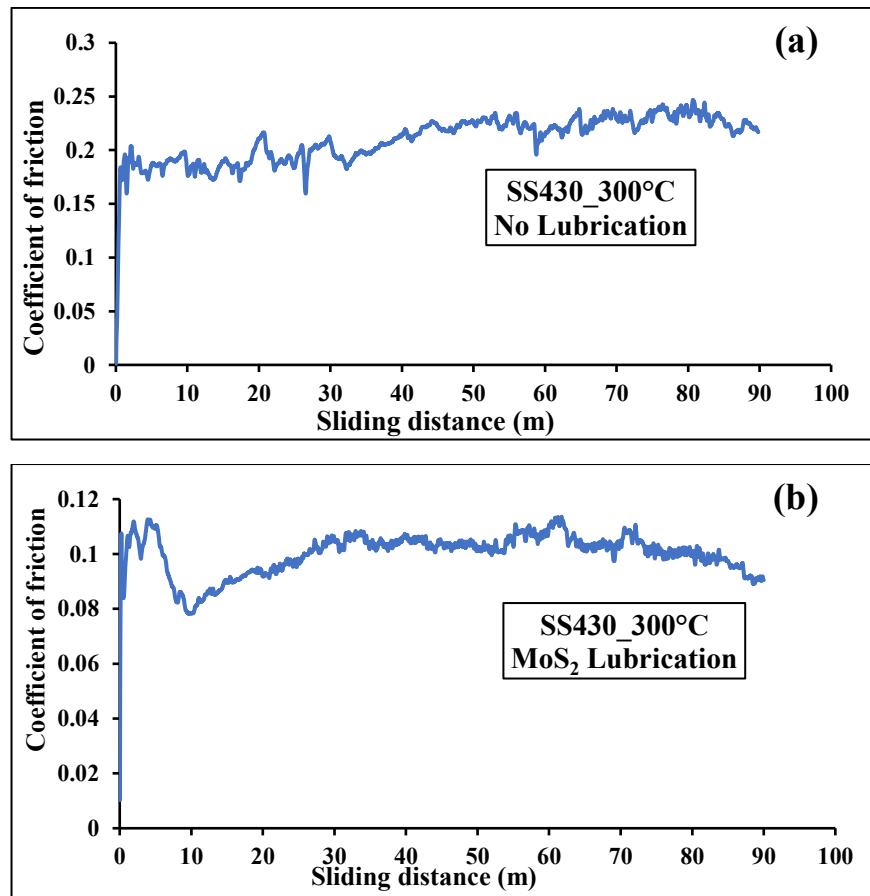 (a)
Coefficient of friction
0.3
0.25
0.2
0.15
0.1
0.05
0
SS430_300°C
No Lubrication
0 10 20 30 40 50 60 70 80 90 100
Sliding distance (m)
(b)
Coefficient of friction
0.12
0.1
0.08
0.06
0.04
0.02
0
SS430_300°C
MoS₂ Lubrication
0 10 20 30 40 50 60 70 80 90 100
Sliding distance (m)